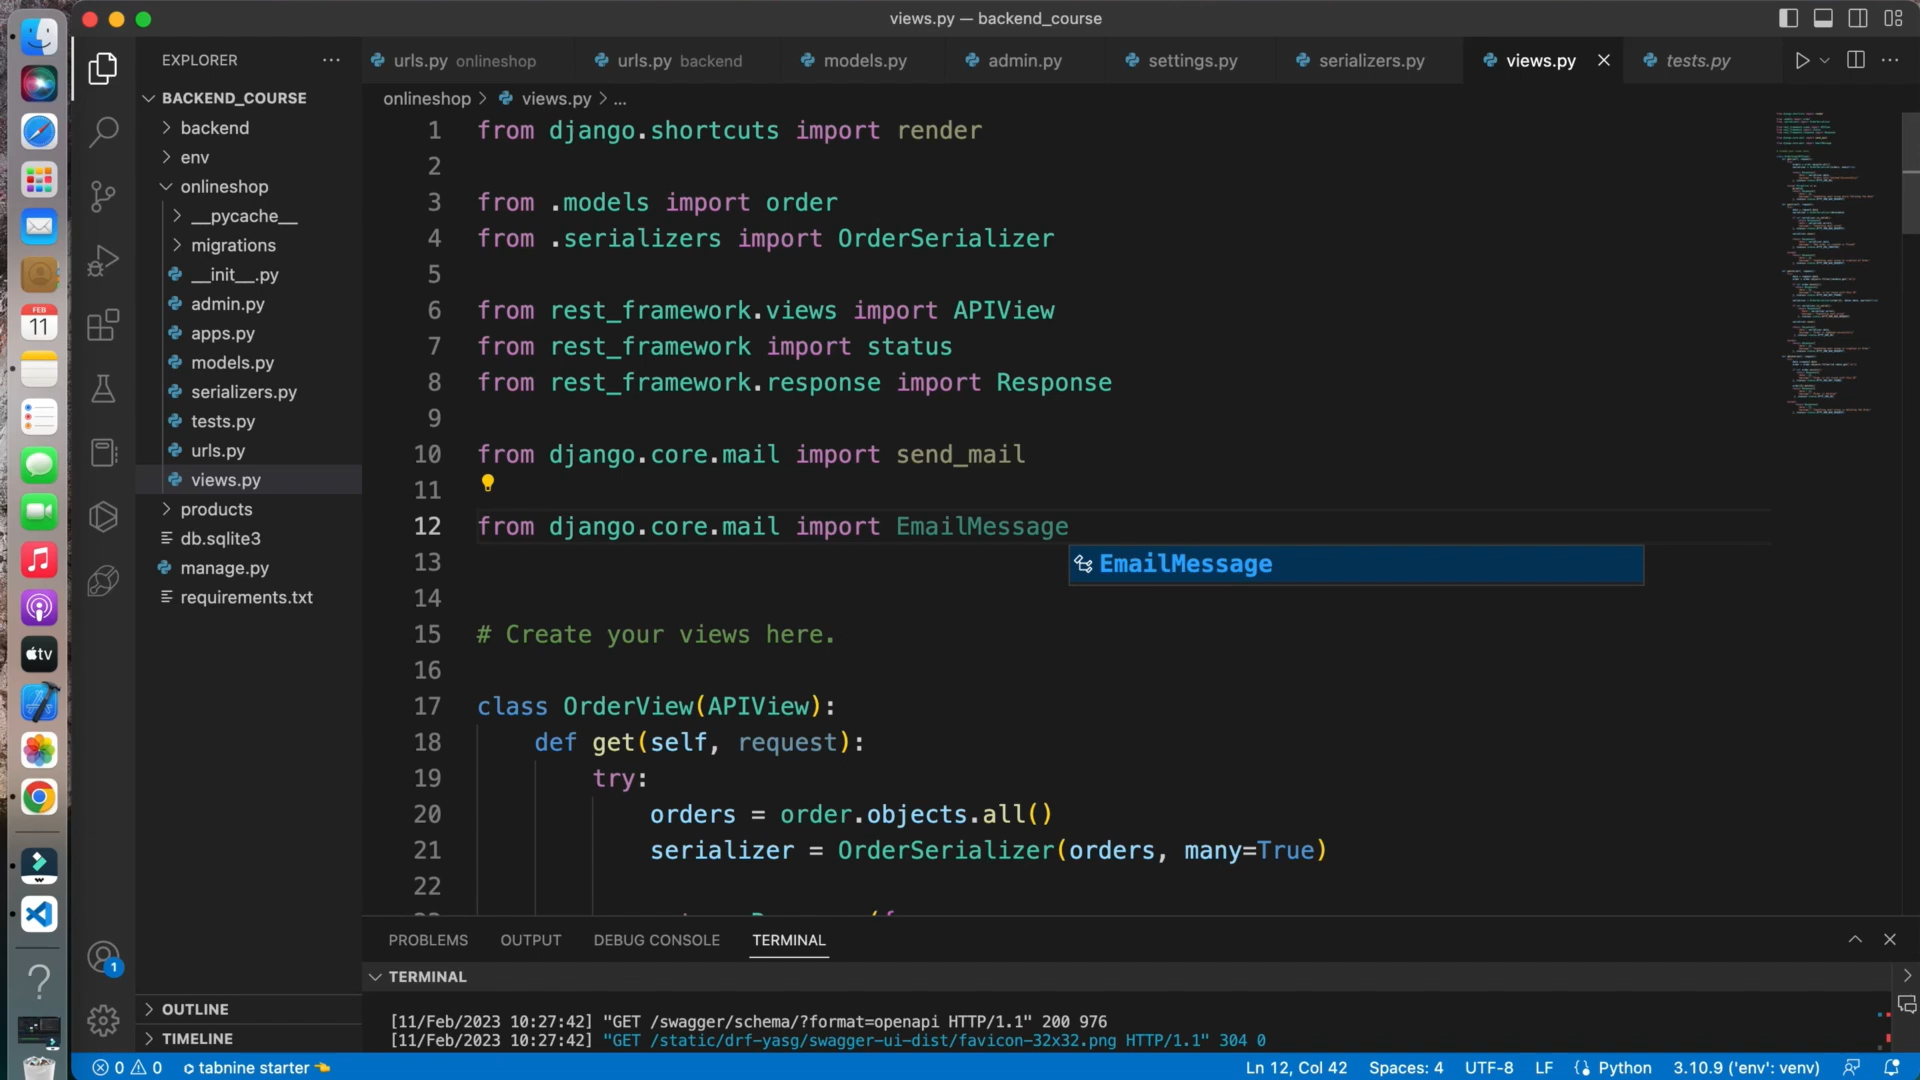 views.py — backend_course
EXPLORER
BACKEND_COURSE
backend
env
onlineshop
__pycache__
migrations
__init__.py
admin.py
apps.py
models.py
serializers.py
tests.py
urls.py
views.py
products
db.sqlite3
manage.py
requirements.txt
OUTLINE
TIMELINE
urls.py onlineshop
urls.py backend
models.py
admin.py
settings.py
serializers.py
views.py
tests.py
onlineshop > views.py > ...
1 from django.shortcuts import render
2
3 from .models import order
4 from .serializers import OrderSerializer
5
6 from rest_framework.views import APIView
7 from rest_framework import status
8 from rest_framework.response import Response
9
10 from django.core.mail import send_mail
11
12 from django.core.mail import EmailMessage
EmailMessage
13
14
15 # Create your views here.
16
17 class OrderView(APIView):
18 def get(self, request):
19 try:
20 orders = order.objects.all()
21 serializer = OrderSerializer(orders, many=True)
22
PROBLEMS OUTPUT DEBUG CONSOLE TERMINAL
TERMINAL
[11/Feb/2023 10:27:42] "GET /swagger/schema/?format=openapi HTTP/1.1" 200 976
[11/Feb/2023 10:27:42] "GET /static/drf-yasg/swagger-ui-dist/favicon-32x32.png HTTP/1.1" 304 0
0 0 tabnine starter
Ln 12, Col 42 Spaces: 4 UTF-8 LF Python 3.10.9 ('env': venv)
FEB
11
tv
1